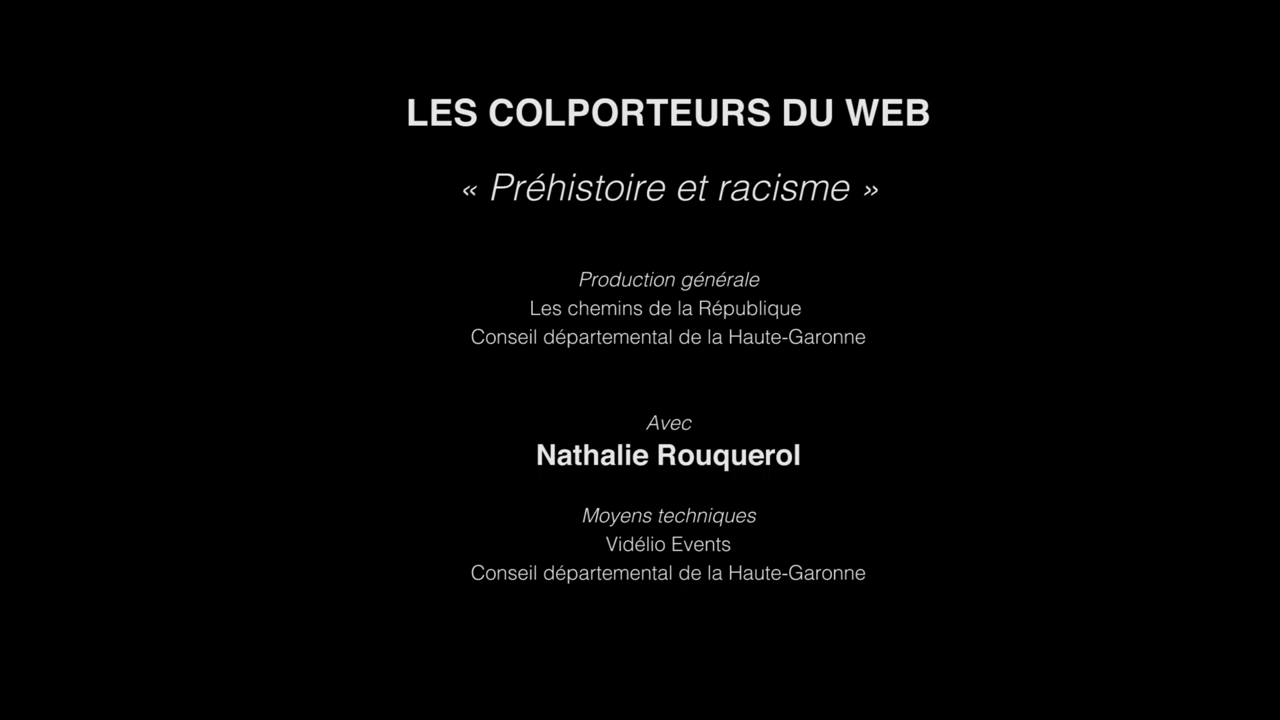 LES COLPORTEURS DU WEB
« Préhistoire et racisme »
Production générale
Les chemins de la République
Conseil départemental de la Haute-Garonne
Avec
Nathalie Rouquerol
Moyens techniques
Vidélio Events
Conseil départemental de la Haute-Garonne